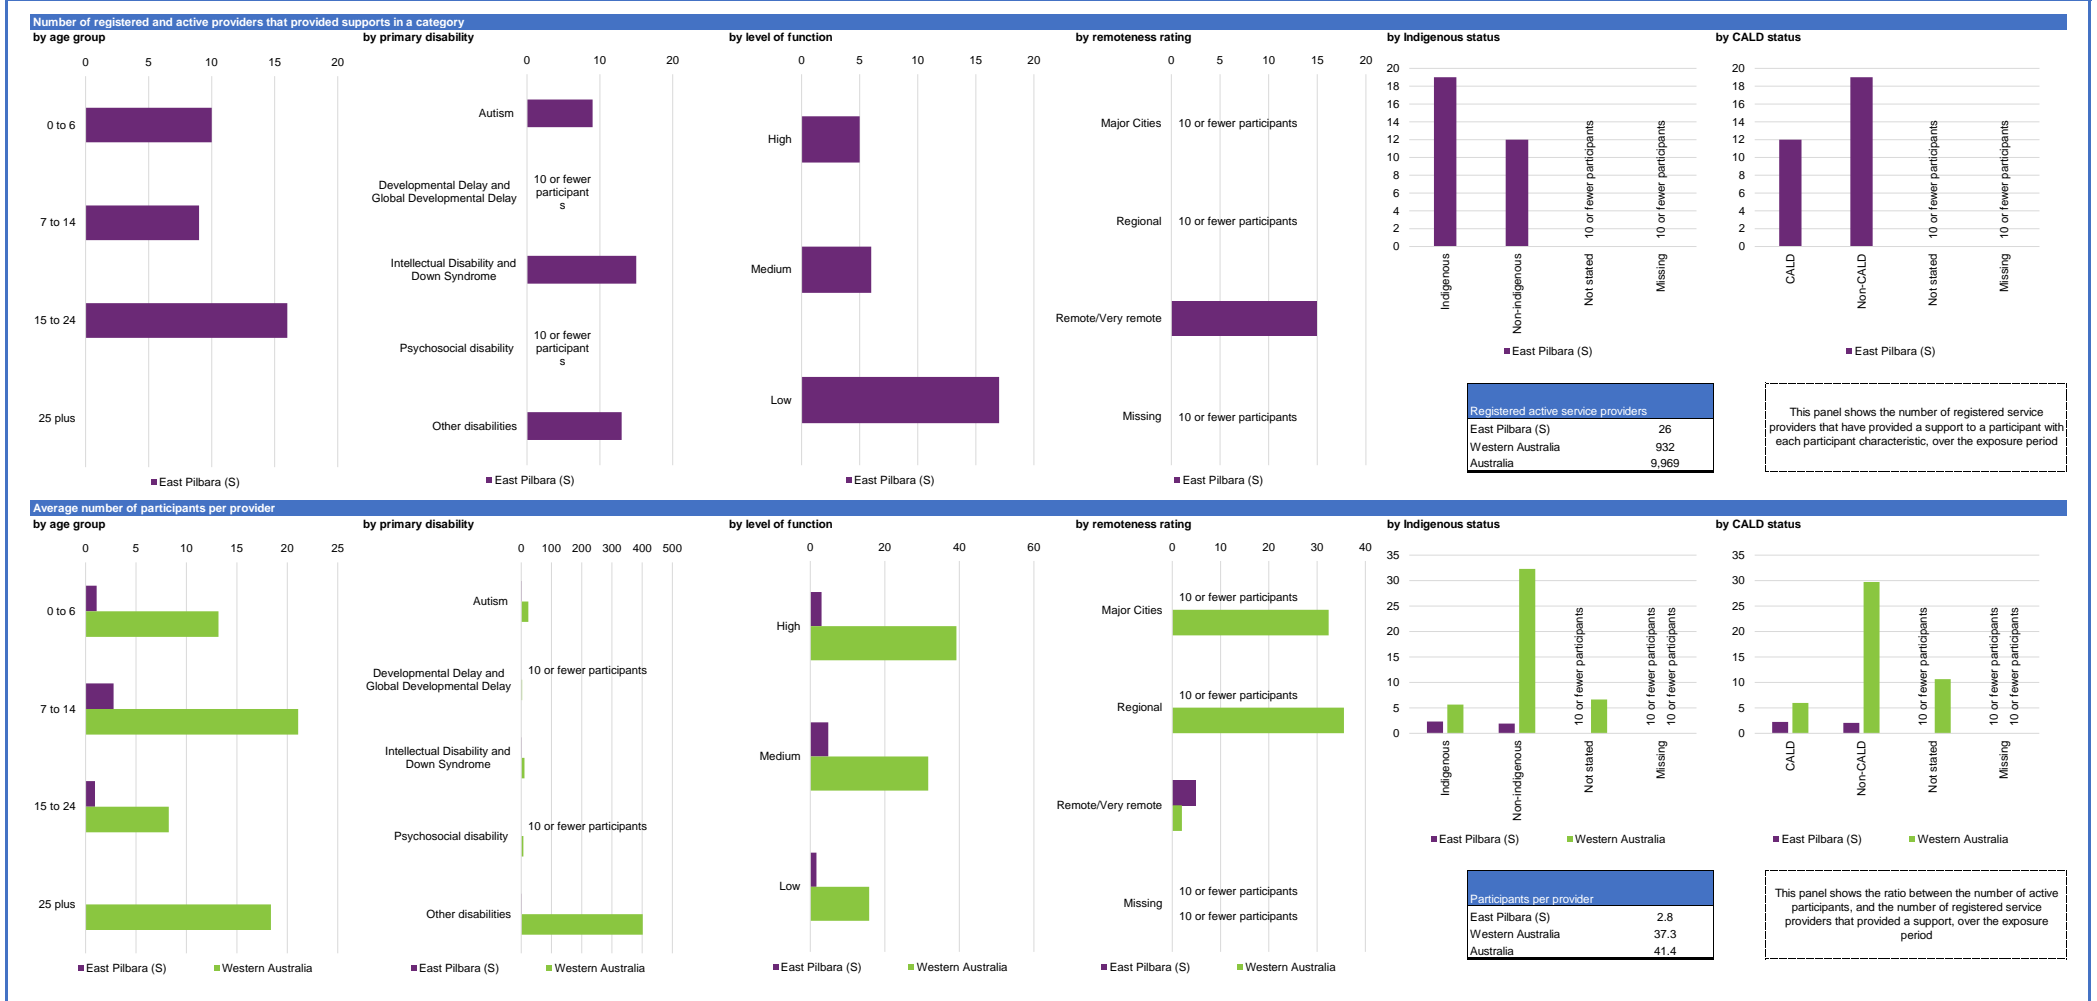 Number of registered and active providers that provided supports in a category
by age group
0 5 10 15 20
0 to 6
7 to 14
15 to 24
25 plus
East Pilbara (S)
by primary disability
0 10 20
Autism
Developmental Delay and
Global Developmental Delay
10 or fewer
participant
s
Intellectual Disability and
Down Syndrome
Psychosocial disability
10 or fewer
participant
s
Other disabilities
East Pilbara (S)
by level of function
0 5 10 15 20
High
Medium
Low
East Pilbara (S)
by remoteness rating
0 5 10 15 20
Major Cities 10 or fewer participants
Regional 10 or fewer participants
Remote/Very remote
Missing 10 or fewer participants
East Pilbara (S)
by Indigenous status
20
18
16
14
12
10
8
6
4
2
0
10 or fewer participants
10 or fewer participants
Indigenous
Non-indigenous
Not stated
Missing
East Pilbara (S)
by CALD status
20
18
16
14
12
10
8
6
4
2
0
10 or fewer participants
10 or fewer participants
CALD
Non-CALD
Not stated
Missing
East Pilbara (S)
Registered active service providers
East Pilbara (S) 26
Western Australia 932
Australia 9,969
This panel shows the number of registered service
providers that have provided a support to a participant with
each participant characteristic, over the exposure period
Average number of participants per provider
by age group
0 5 10 15 20 25
0 to 6
7 to 14
15 to 24
25 plus
East Pilbara (S) Western Australia
by primary disability
0 100 200 300 400 500
Autism
Developmental Delay and
Global Developmental Delay
10 or fewer participants
Intellectual Disability and
Down Syndrome
Psychosocial disability
10 or fewer participants
Other disabilities
East Pilbara (S) Western Australia
by level of function
0 20 40 60
High
Medium
Low
East Pilbara (S) Western Australia
by remoteness rating
0 10 20 30 40
10 or fewer participants
Major Cities
10 or fewer participants
Regional
Remote/Very remote
10 or fewer participants
Missing
10 or fewer participants
East Pilbara (S) Western Australia
by Indigenous status
35
30
25
20
15
10
5
0
10 or fewer participants
10 or fewer participants
10 or fewer participants
Indigenous
Non-indigenous
Not stated
Missing
East Pilbara (S) Western Australia
by CALD status
35
30
25
20
15
10
5
0
10 or fewer participants
10 or fewer participants
10 or fewer participants
CALD
Non-CALD
Not stated
Missing
East Pilbara (S) Western Australia
Participants per provider
East Pilbara (S) 2.8
Western Australia 37.3
Australia 41.4
This panel shows the ratio between the number of active
participants, and the number of registered service
providers that provided a support, over the exposure
period